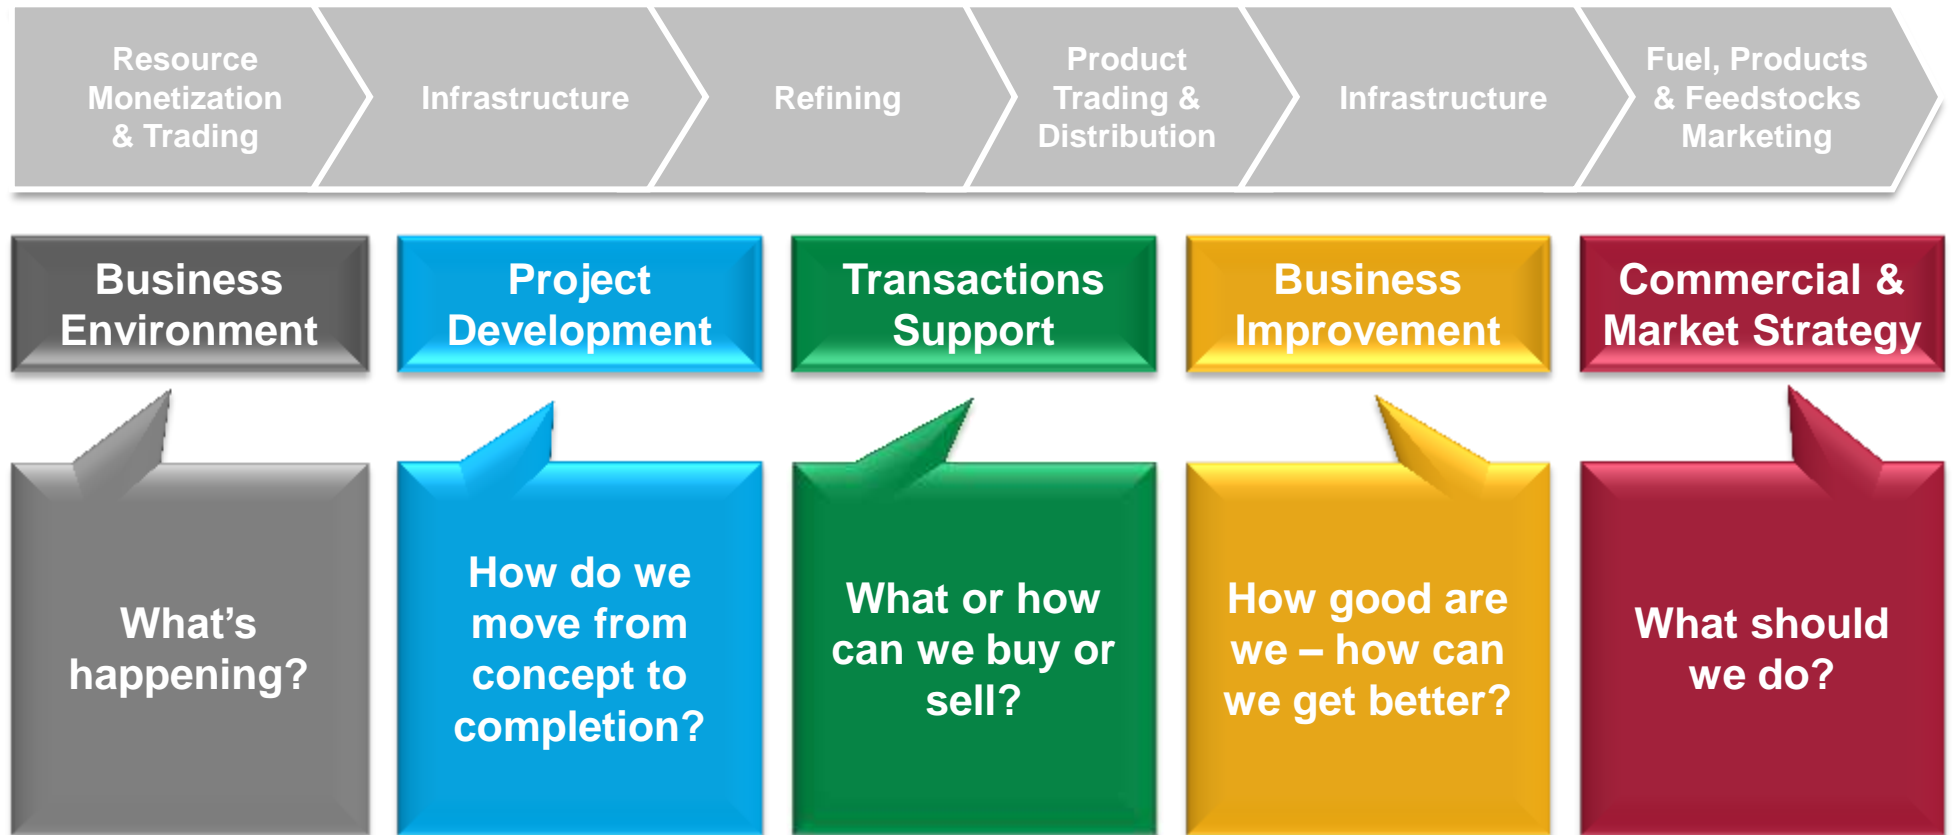 Resource
Monetization
& Trading
Infrastructure
Refining
Product
Trading &
Distribution
Infrastructure
Fuel, Products
& Feedstocks
Marketing
Business
Environment
Project
Development
Transactions
Support
Business
Improvement
Commercial &
Market Strategy
What’s
happening?
How do we
move from
concept to
completion?
What or how
can we buy or
sell?
How good are
we – how can
we get better?
What should
we do?